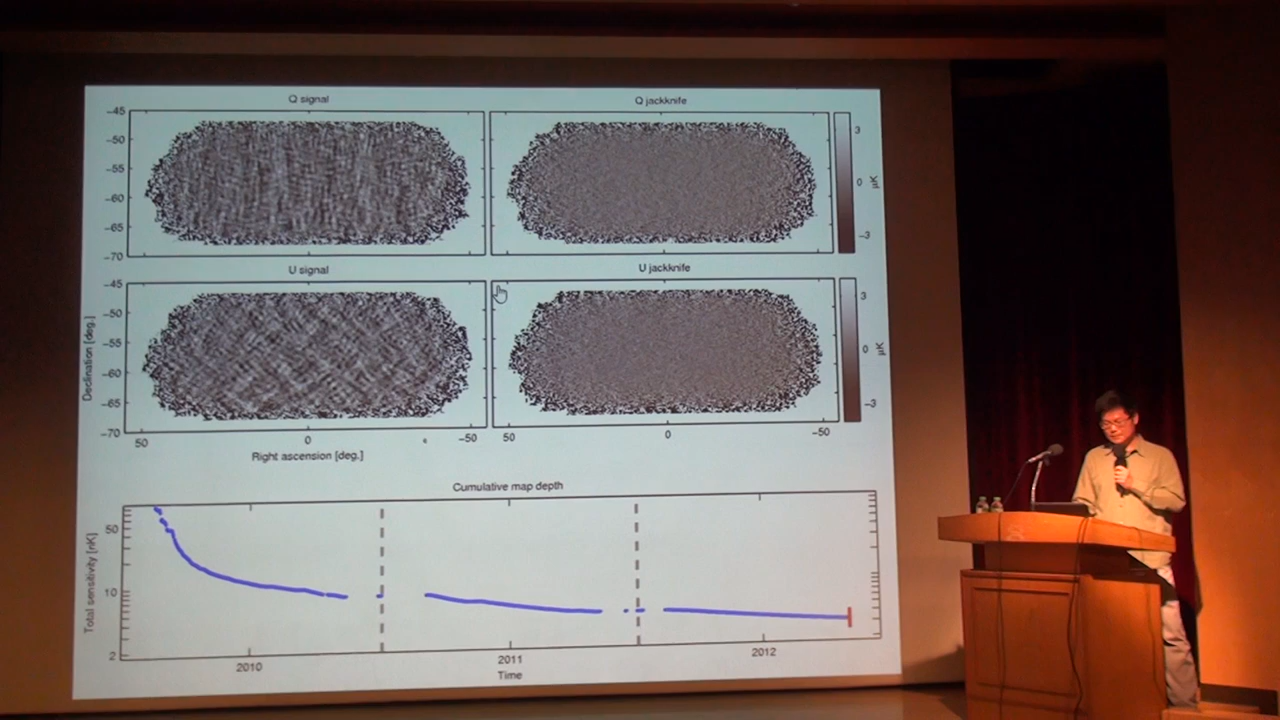 Q signal
Q jackknife
-45
-50
-55
-60
-65
-70
3
0
-3
μK
U signal
U jackknife
-45
-50
-55
-60
-65
-70
Declination [deg.]
3
0
-3
μK
50
0
-50
50
0
-50
Right ascension [deg.]
Cumulative map depth
50
10
2
Total sensitivity [nK]
2010
2011
2012
Time